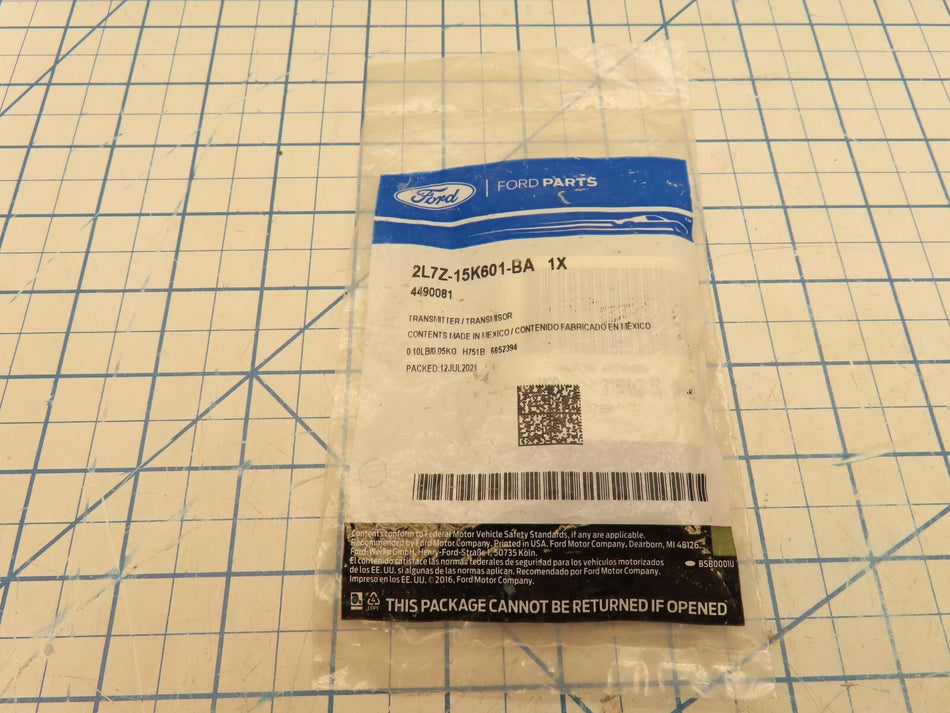 Ford | FORD PARTS
2L7Z-15K601-BA 1X
4490081
TRANSMITTER / TRANSMISOR
CONTENTS MADE IN MEXICO / CONTENIDO FABRICADO EN MÉXICO
0.10LB/0.05KG H751B 6652394
PACKED:12JUL2021
Contents conform to Federal Motor Vehicle Safety Standards, if any are applicable.
Recommended by Ford Motor Company. Printed in USA. Ford Motor Company, Dearborn, MI 48126.
Ford-Werke GmbH, Henry-Ford-Straße 1, 50735 Köln.
El contenido satisface las normas federales de seguridad para los vehículos motorizados
de los EE. UU. si algunas de las normas aplican. Recomendado por Ford Motor Company.
Impreso en los EE. UU. © 2016, Ford Motor Company.
BSB0001U
THIS PACKAGE CANNOT BE RETURNED IF OPENED